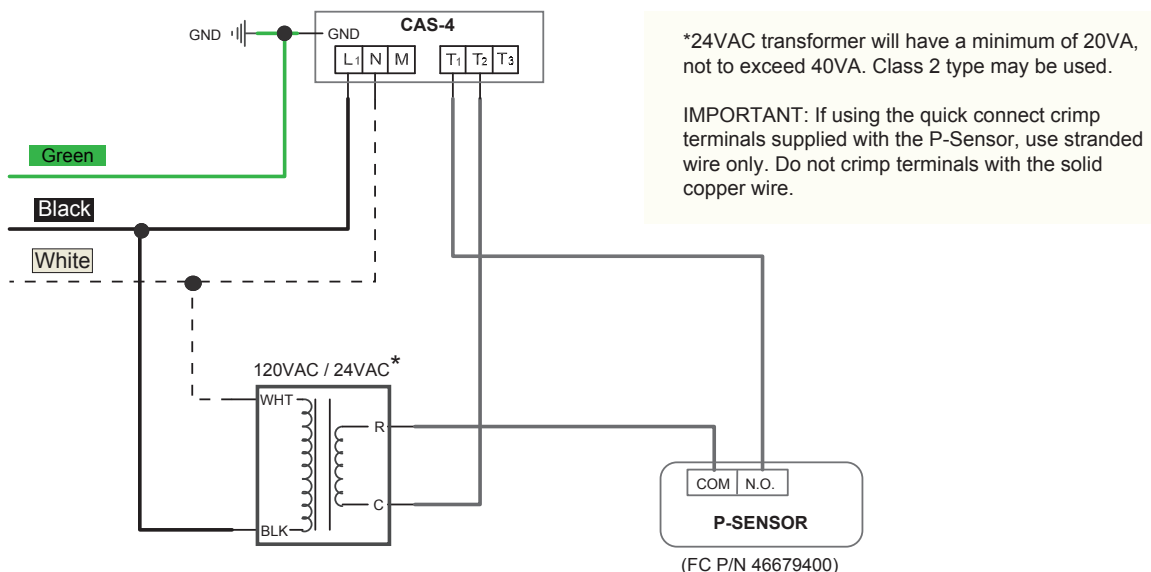 CAS-4
GND
GND
L1 N M
T1 T2 T3
*24VAC transformer will have a minimum of 20VA,
not to exceed 40VA. Class 2 type may be used.
IMPORTANT: If using the quick connect crimp
terminals supplied with the P-Sensor, use stranded
wire only. Do not crimp terminals with the solid
copper wire.
Green
Black
White
120VAC / 24VAC*
WHT
R
C
BLK
COM N.O.
P-SENSOR
(FC P/N 46679400)